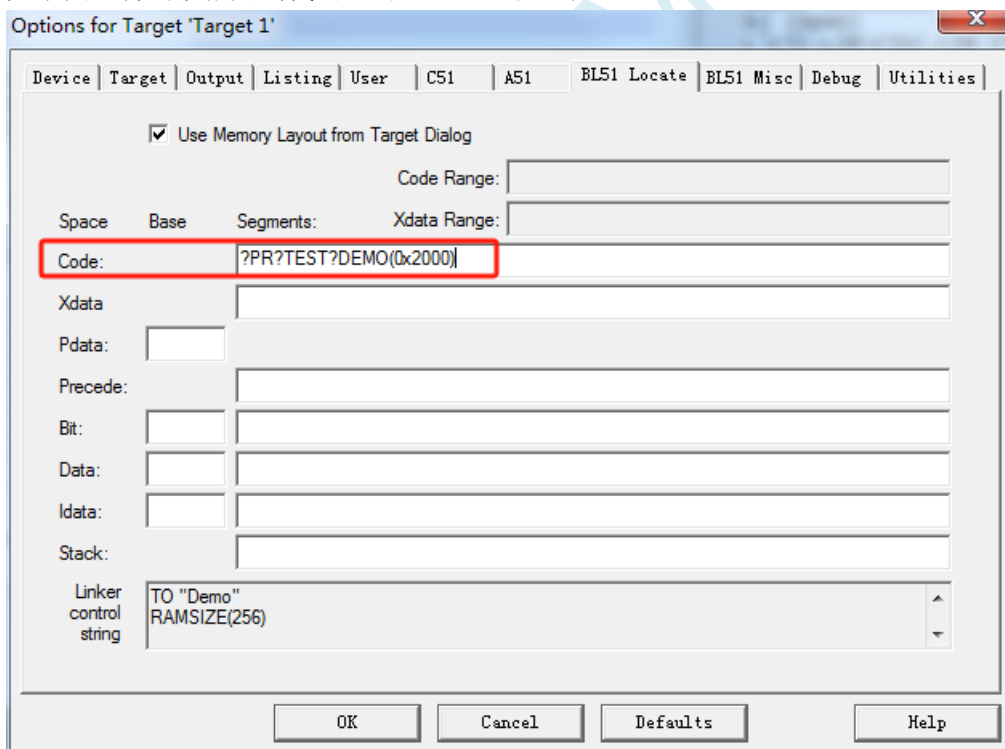 Options for Target 'Target 1'
Device Target Output Listing User C51 A51 BL51 Locate BL51 Misc Debug Utilities
Use Memory Layout from Target Dialog
Code Range:
Space Base Segments: Xdata Range:
Code: ?PR?TEST?DEMO(0x2000)
Xdata
Pdata:
Precede:
Bit:
Data:
Idata:
Stack:
Linker control string
TO "Demo"
RAMSIZE(256)
OK Cancel Defaults Help